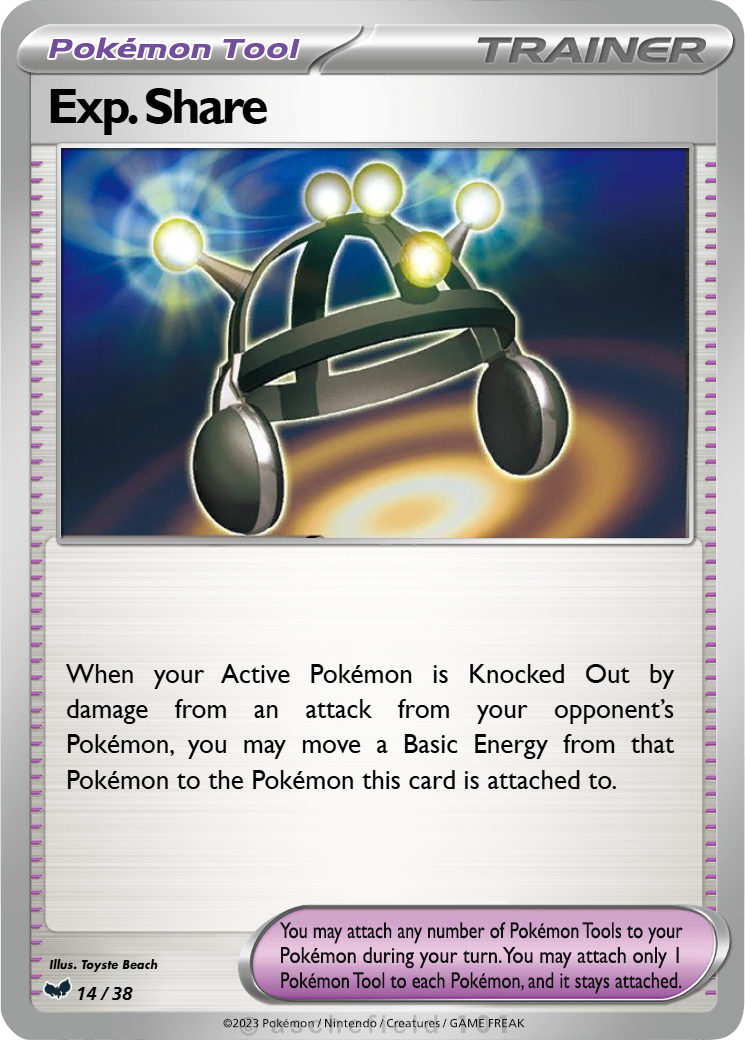 Pokémon Tool
TRAINER
Exp. Share
When your Active Pokémon is Knocked Out by
damage from an attack from your opponent's
Pokémon, you may move a Basic Energy from that
Pokémon to the Pokémon this card is attached to.
You may attach any number of Pokémon Tools to your
Pokémon during your turn. You may attach only 1
Pokémon Tool to each Pokémon, and it stays attached.
Illus. Toyste Beach
14 / 38
©2023 Pokémon / Nintendo / Creatures / GAME FREAK